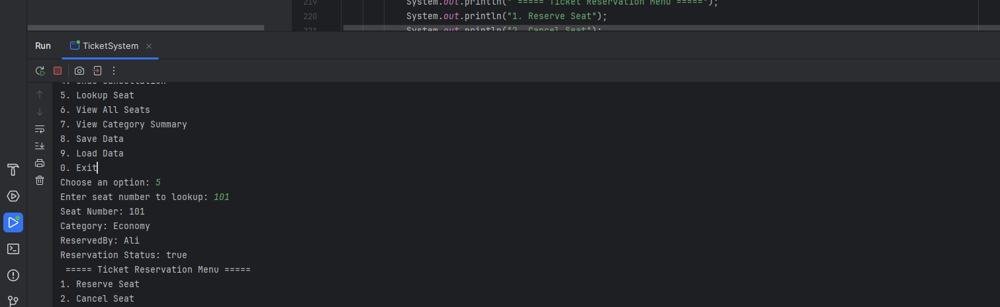 219 System.out.println(" ===== Ticket Reservation Menu =====");
220 System.out.println("1. Reserve Seat");
221 System.out.println("2. Cancel Seat");
Run TicketSystem
4. Undo Cancellation
5. Lookup Seat
6. View All Seats
7. View Category Summary
8. Save Data
9. Load Data
0. Exit
Choose an option: 5
Enter seat number to lookup: 101
Seat Number: 101
Category: Economy
ReservedBy: Ali
Reservation Status: true
===== Ticket Reservation Menu =====
1. Reserve Seat
2. Cancel Seat